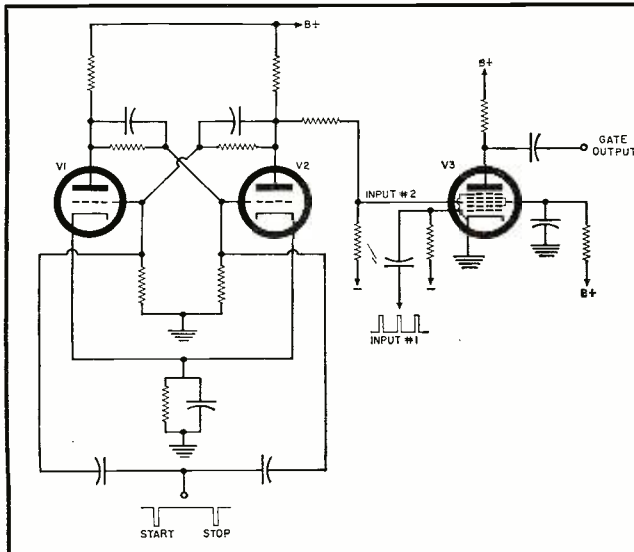 B+
B+
V1
V2
V3
GATE
OUTPUT
INPUT #2
B+
INPUT #1
START STOP